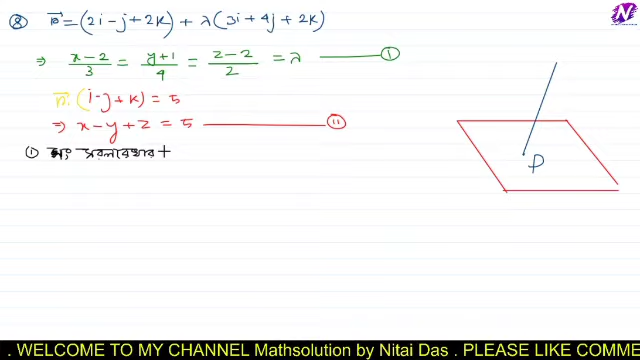 N
⑧ r⃗ = (2i - j + 2k) + λ(3i + 4j + 2k)
⇒ x-2/3 = y+1/4 = z-2/2 = λ ——— ①
r⃗. (i - j + k) = 5
⇒ x - y + z = 5 ——— ⑪
① নং সরলরেখার
P
. WELCOME TO MY CHANNEL Mathsolution by Nitai Das . PLEASE LIKE COMME